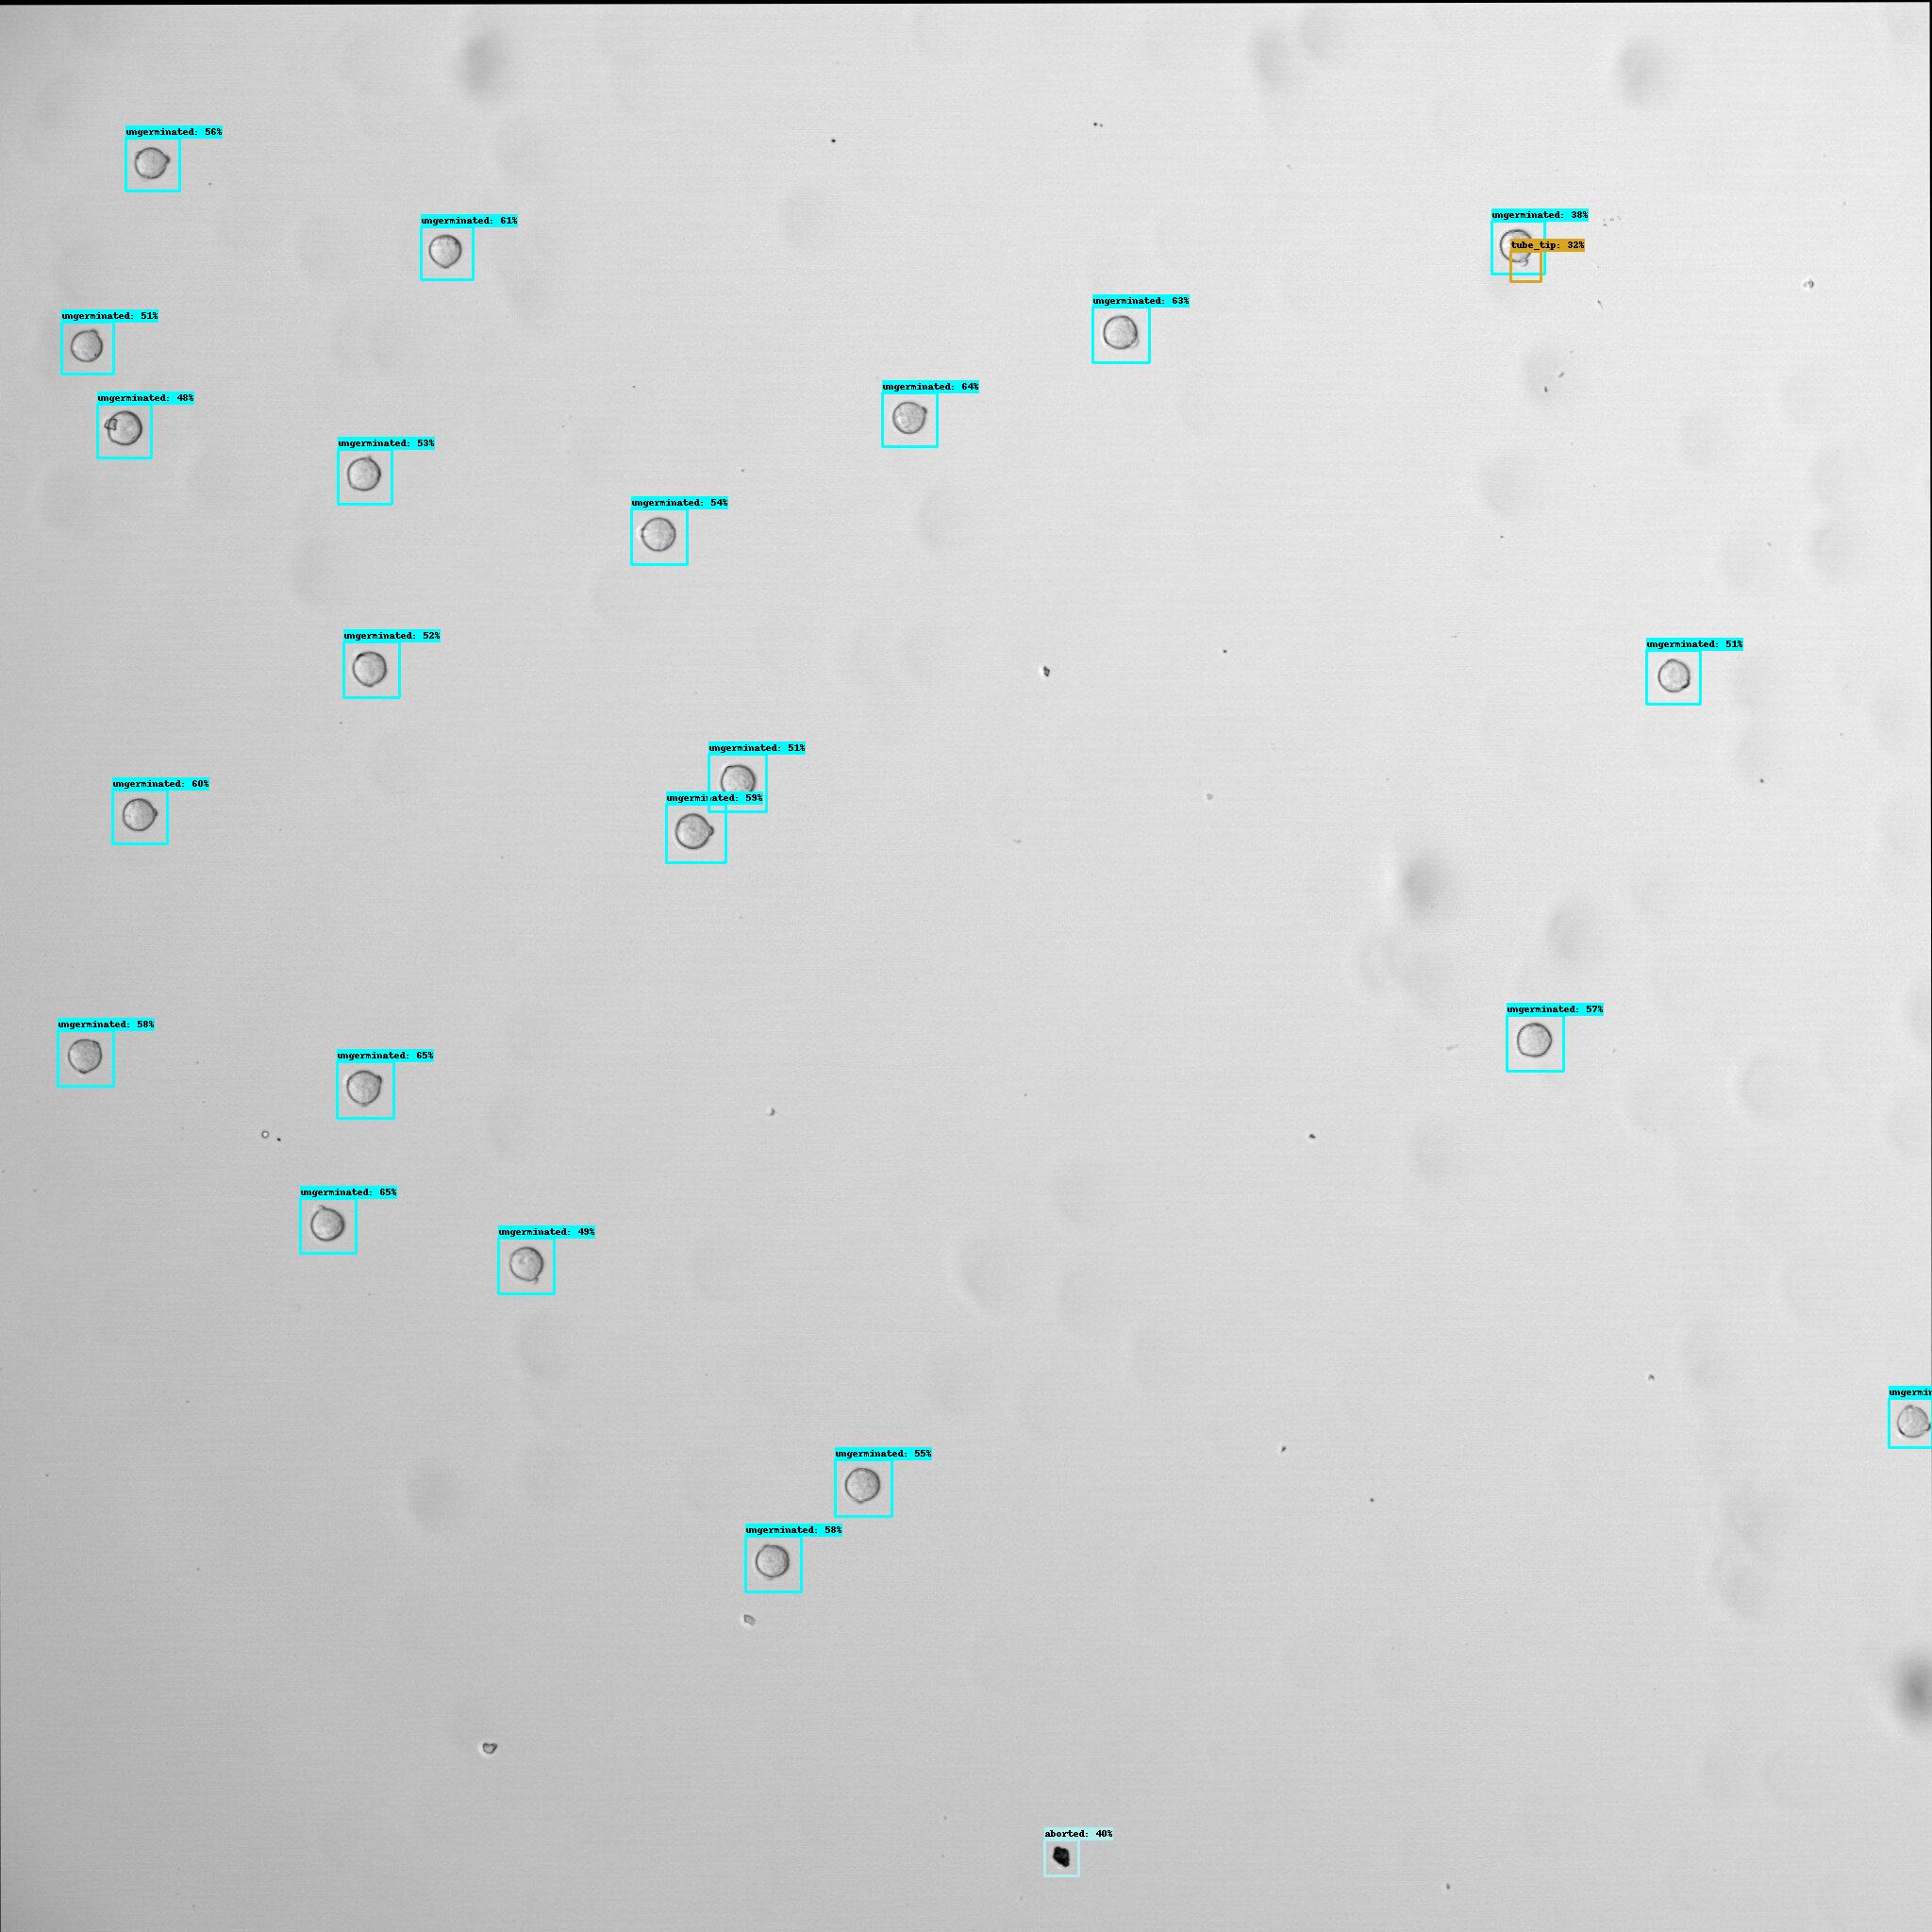 ungerminated: 56%
ungerminated: 38%
ungerminated: 61%
tube_tip: 32%
ungerminated: 63%
ungerminated: 51%
ungerminated: 64%
ungerminated: 48%
ungerminated: 53%
ungerminated: 54%
ungerminated: 52%
ungerminated: 51%
ungerminated: 51%
ungerminated: 60%
ungerminated: 59%
ungerminated: 57%
ungerminated: 58%
ungerminated: 65%
ungerminated: 65%
ungerminated: 49%
ungermin
ungerminated: 55%
ungerminated: 58%
aborted: 40%